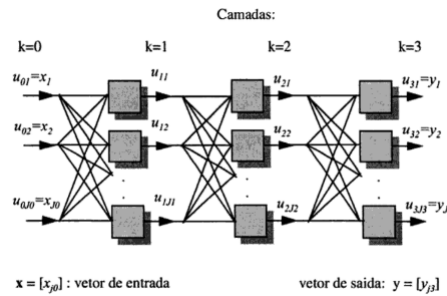 Camadas:
k=0 k=1 k=2 k=3
u01=x1 u11 u21 u31=y1
u02=x2 u12 u22 u32=y2
u0J0=xJ0 u1J1 u2J2 u3J3=yJ
x = [xj0] : vetor de entrada vetor de saida: y = [yj3]